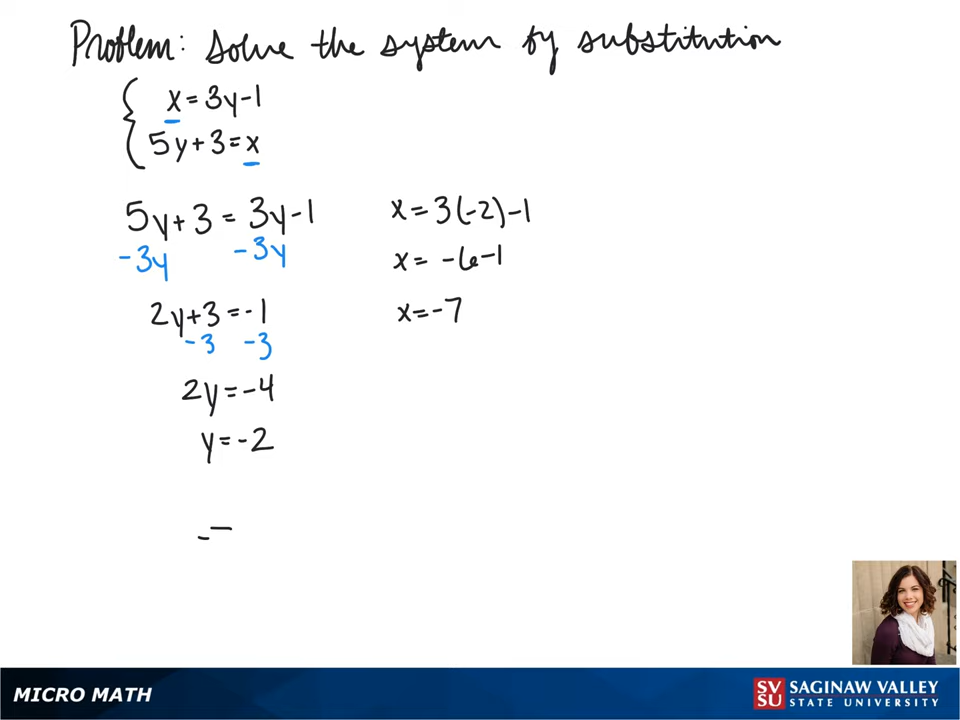 Problem: Solve the system by substitution
x = 3y - 1
5y + 3 = x
5y + 3 = 3y - 1
-3y -3y
2y + 3 = -1
-3 -3
2y = -4
y = -2
x = 3(-2) - 1
x = -6 - 1
x = -7
MICRO MATH
SV SU SAGINAW VALLEY
STATE UNIVERSITY